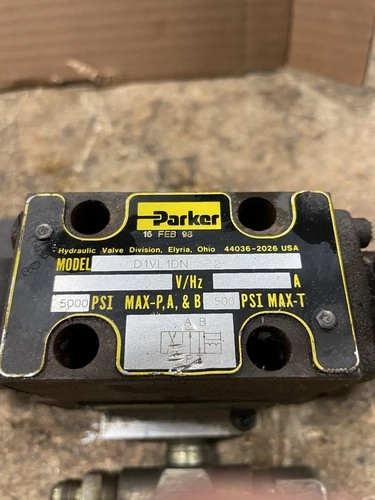 Parker
16 FEB 98
Hydraulic Valve Division, Elyria, Ohio 44036-2026 USA
MODEL D1VL1DN
V/Hz A
5000 PSI MAX-P,A, & B 500 PSI MAX-T
A B
P